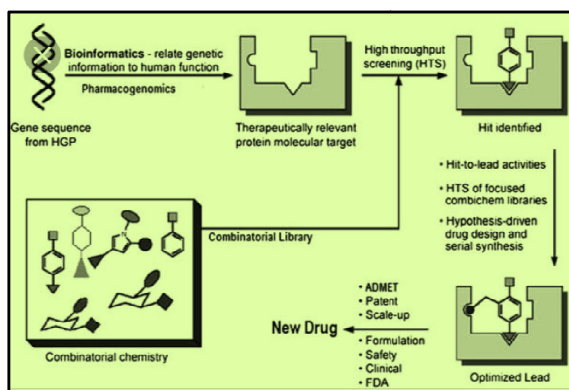 Bioinformatics - relate genetic
information to human function
Pharmacogenomics
Gene sequence
from HGP
Therapeutically relevant
protein molecular target
High throughput
screening (HTS)
Hit identified
• Hit-to-lead activities
• HTS of focused
combichem libraries
• Hypothesis-driven
drug design and
serial synthesis
Combinatorial Library
Combinatorial chemistry
Optimized Lead
New Drug
• ADMET
• Patent
• Scale-up
• Formulation
• Safety
• Clinical
• FDA